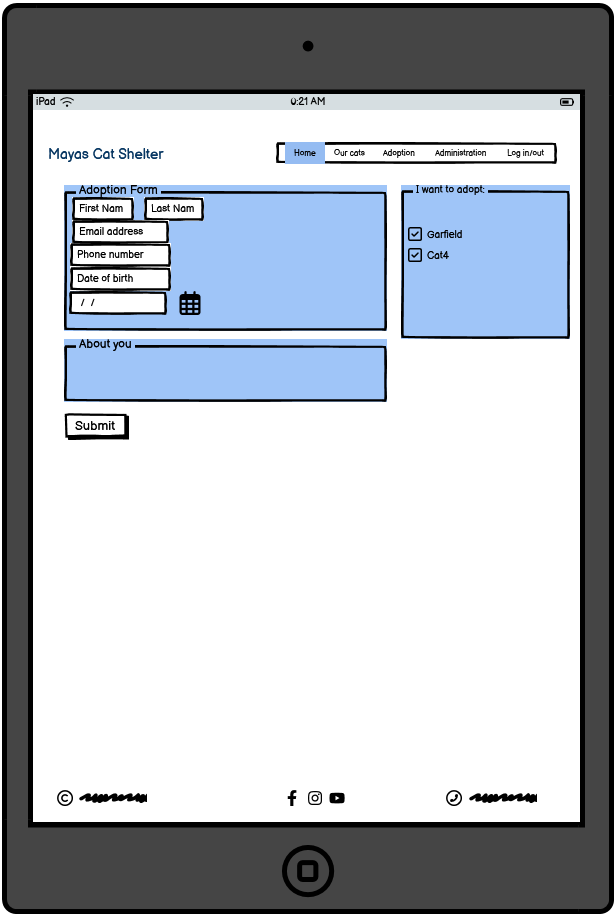 iPad 0:21 AM
Mayas Cat Shelter
Home Our cats Adoption Administration Log in/out
Adoption Form
First Nam Last Nam
Email address
Phone number
Date of birth
/ /
I want to adopt:
Garfield
Cat4
About you
Submit
©